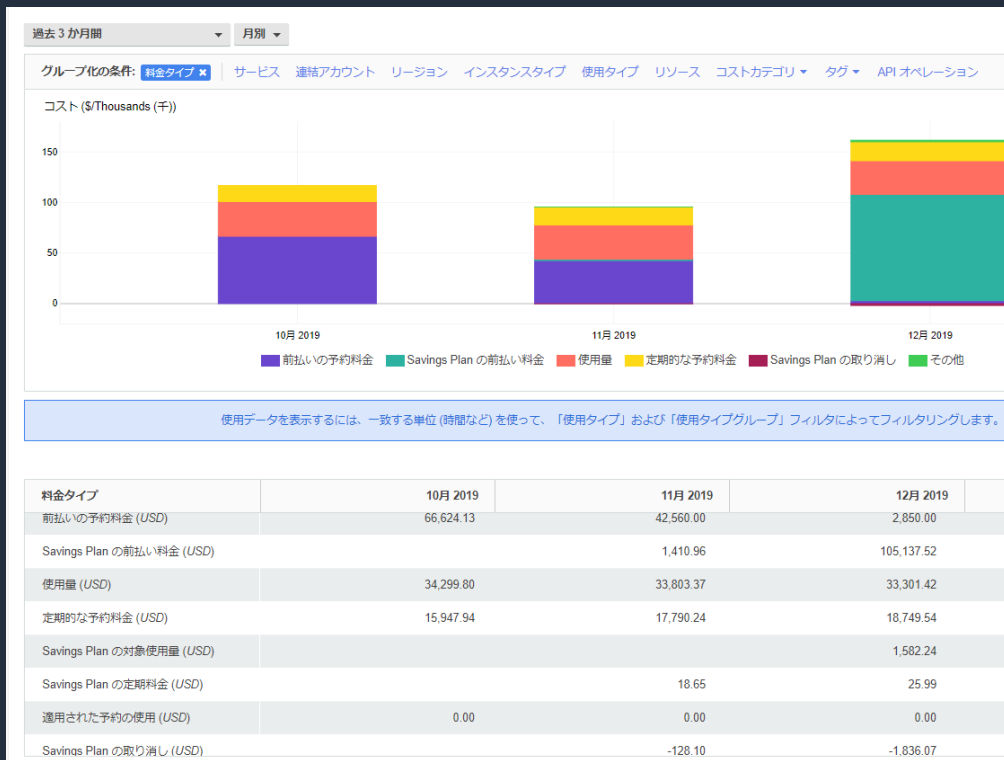 過去 3 か月間 月別
グループ化の条件: 料金タイプ × サービス 連結アカウント リージョン インスタンスタイプ 使用タイプ リソース コストカテゴリ タグ API オペレーション
コスト ($/Thousands (千))
150
100
50
0
10月 2019 11月 2019 12月 2019
前払いの予約料金 Savings Plan の前払い料金 使用量 定期的な予約料金 Savings Plan の取り消し その他
使用データを表示するには、一致する単位 (時間など) を使って、「使用タイプ」および「使用タイプグループ」フィルタによってフィルタリングします。
料金タイプ 10月 2019 11月 2019 12月 2019
前払いの予約料金 (USD) 66,624.13 42,560.00 2,850.00
Savings Plan の前払い料金 (USD) 1,410.96 105,137.52
使用量 (USD) 34,299.80 33,803.37 33,301.42
定期的な予約料金 (USD) 15,947.94 17,790.24 18,749.54
Savings Plan の対象使用量 (USD) 1,582.24
Savings Plan の定期料金 (USD) 18.65 25.99
適用された予約の使用 (USD) 0.00 0.00 0.00
Savings Plan の取り消し (USD) -128.10 -1,836.07